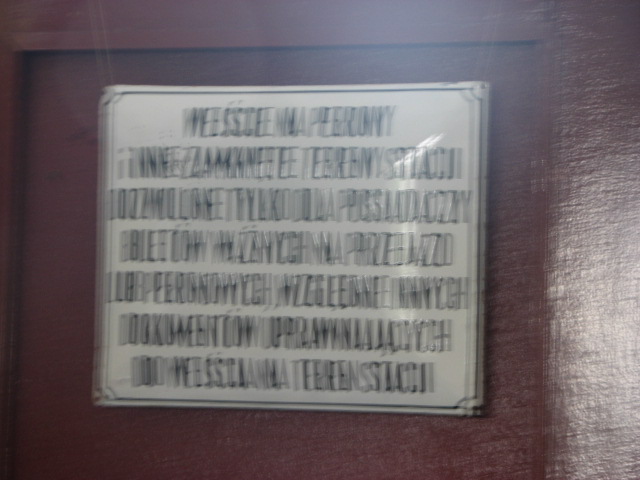 WEJŚCIE NA PERONY
I INNE ZAMKNIĘTE TERENY STACJI
DOZWOLONE TYLKO DLA POSIADACZY
BILETÓW WAŻNYCH NA PRZEJAZD
LUB PERONOWYCH, WZGLĘDNIE INNYCH
DOKUMENTÓW UPRAWNIAJĄCYCH
DO WEJŚCIA NA TEREN STACJI